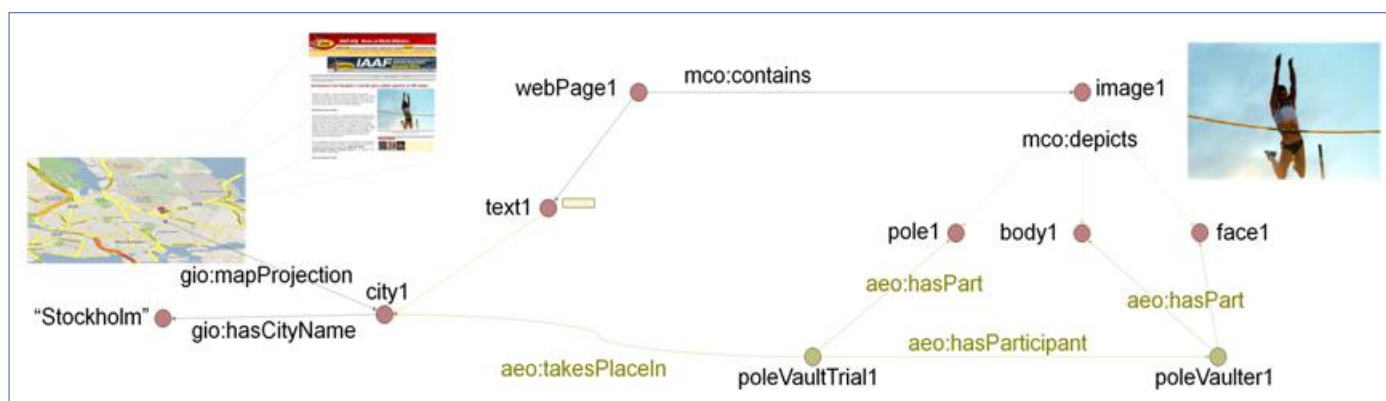 IAAF
webPage1
mco:contains
image1
mco:depicts
text1
pole1
body1
face1
gio:mapProjection
aeo:hasPart
city1
aeo:hasPart
"Stockholm"
gio:hasCityName
aeo:hasParticipant
aeo:takesPlaceIn
poleVaultTrial1
poleVaulter1